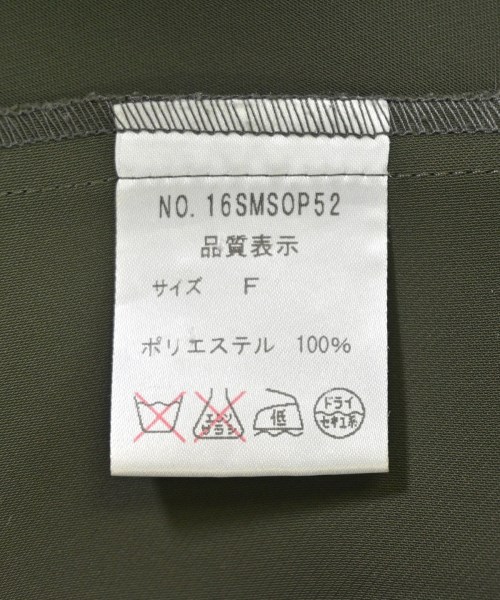 NO. 16SMSOP52
品質表示
サイズ F
ポリエステル 100%
エンソ サラシ 低 ドライ セキユ系